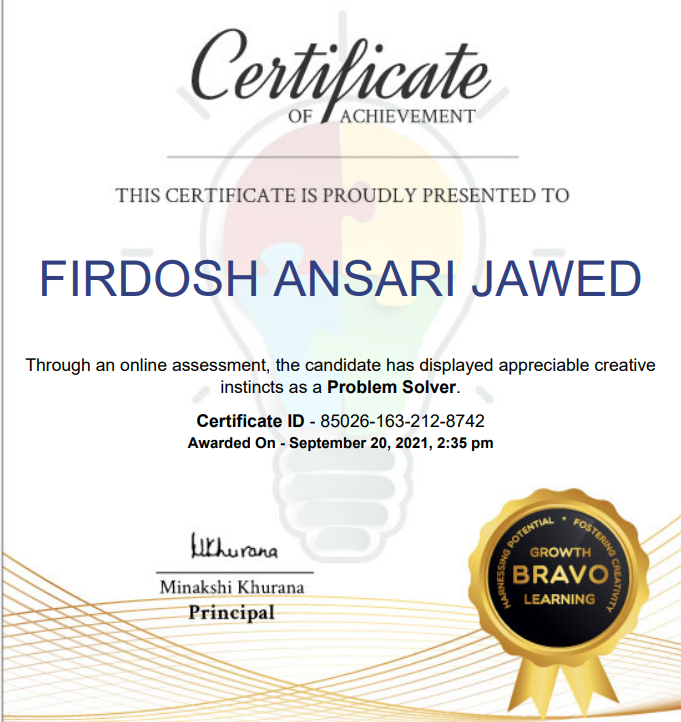 Certificate
OF ACHIEVEMENT
THIS CERTIFICATE IS PROUDLY PRESENTED TO
FIRDOSH ANSARI JAWED
Through an online assessment, the candidate has displayed appreciable creative
instincts as a Problem Solver.
Certificate ID - 85026-163-212-8742
Awarded On - September 20, 2021, 2:35 pm
MKhurana
Minakshi Khurana
Principal
HARNESSING POTENTIAL * FOSTERING CREATIVITY
GROWTH
BRAVO
LEARNING